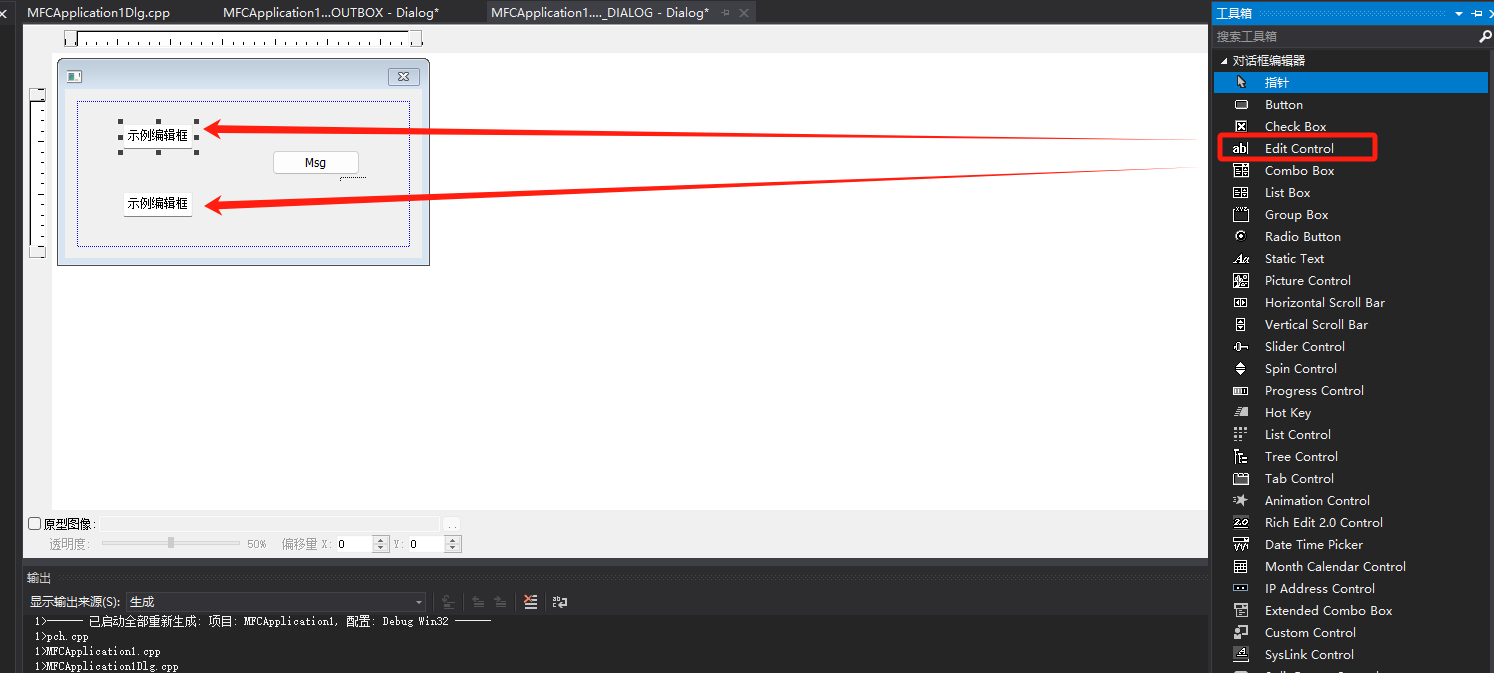 MFCApplication1Dlg.cpp
MFCApplication1...OUTBOX - Dialog*
MFCApplication1...._DIALOG - Dialog*
示例编辑框
Msg
示例编辑框
原型图像:
..
透明度:
50%
偏移量 X:
0
Y:
0
输出
显示输出来源(S):
生成
1>------ 已启动全部重新生成: 项目: MFCApplication1, 配置: Debug Win32 ------
1>pch.cpp
1>MFCApplication1.cpp
1>MFCApplication1Dlg.cpp
工具箱
搜索工具箱
对话框编辑器
指针
Button
Check Box
Edit Control
Combo Box
List Box
Group Box
Radio Button
Static Text
Picture Control
Horizontal Scroll Bar
Vertical Scroll Bar
Slider Control
Spin Control
Progress Control
Hot Key
List Control
Tree Control
Tab Control
Animation Control
Rich Edit 2.0 Control
Date Time Picker
Month Calendar Control
IP Address Control
Extended Combo Box
Custom Control
SysLink Control